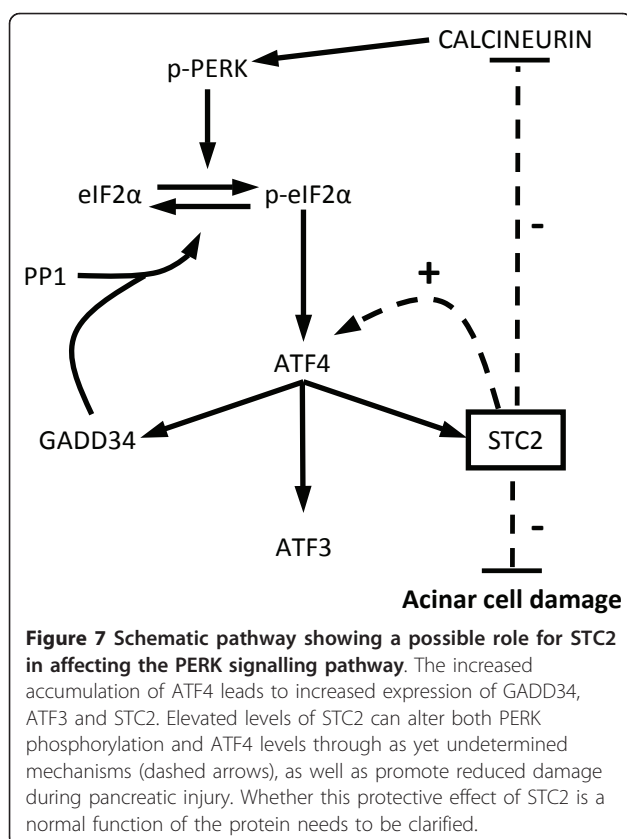 CALCINEURIN
p-PERK
eIF2α
p-eIF2α
-
PP1
+
ATF4
GADD34
STC2
-
ATF3
Acinar cell damage
Figure 7 Schematic pathway showing a possible role for STC2
in affecting the PERK signalling pathway. The increased
accumulation of ATF4 leads to increased expression of GADD34,
ATF3 and STC2. Elevated levels of STC2 can alter both PERK
phosphorylation and ATF4 levels through as yet undetermined
mechanisms (dashed arrows), as well as promote reduced damage
during pancreatic injury. Whether this protective effect of STC2 is a
normal function of the protein needs to be clarified.